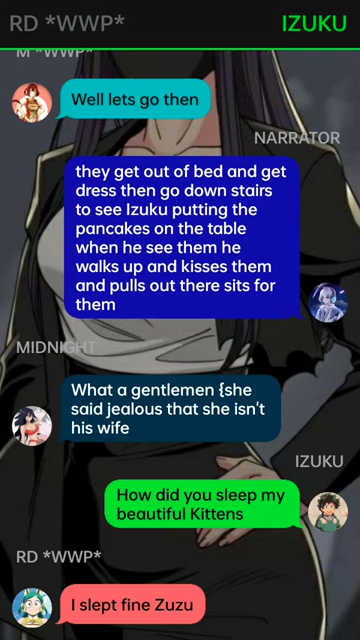 RD *WWP*
IZUKU
M *WWP*
Well lets go then
NARRATOR
they get out of bed and get
dress then go down stairs
to see Izuku putting the
pancakes on the table
when he see them he
walks up and kisses them
and pulls out there sits for
them
MIDNIGHT
What a gentlemen {she
said jealous that she isn't
his wife
IZUKU
How did you sleep my
beautiful Kittens
RD *WWP*
I slept fine Zuzu